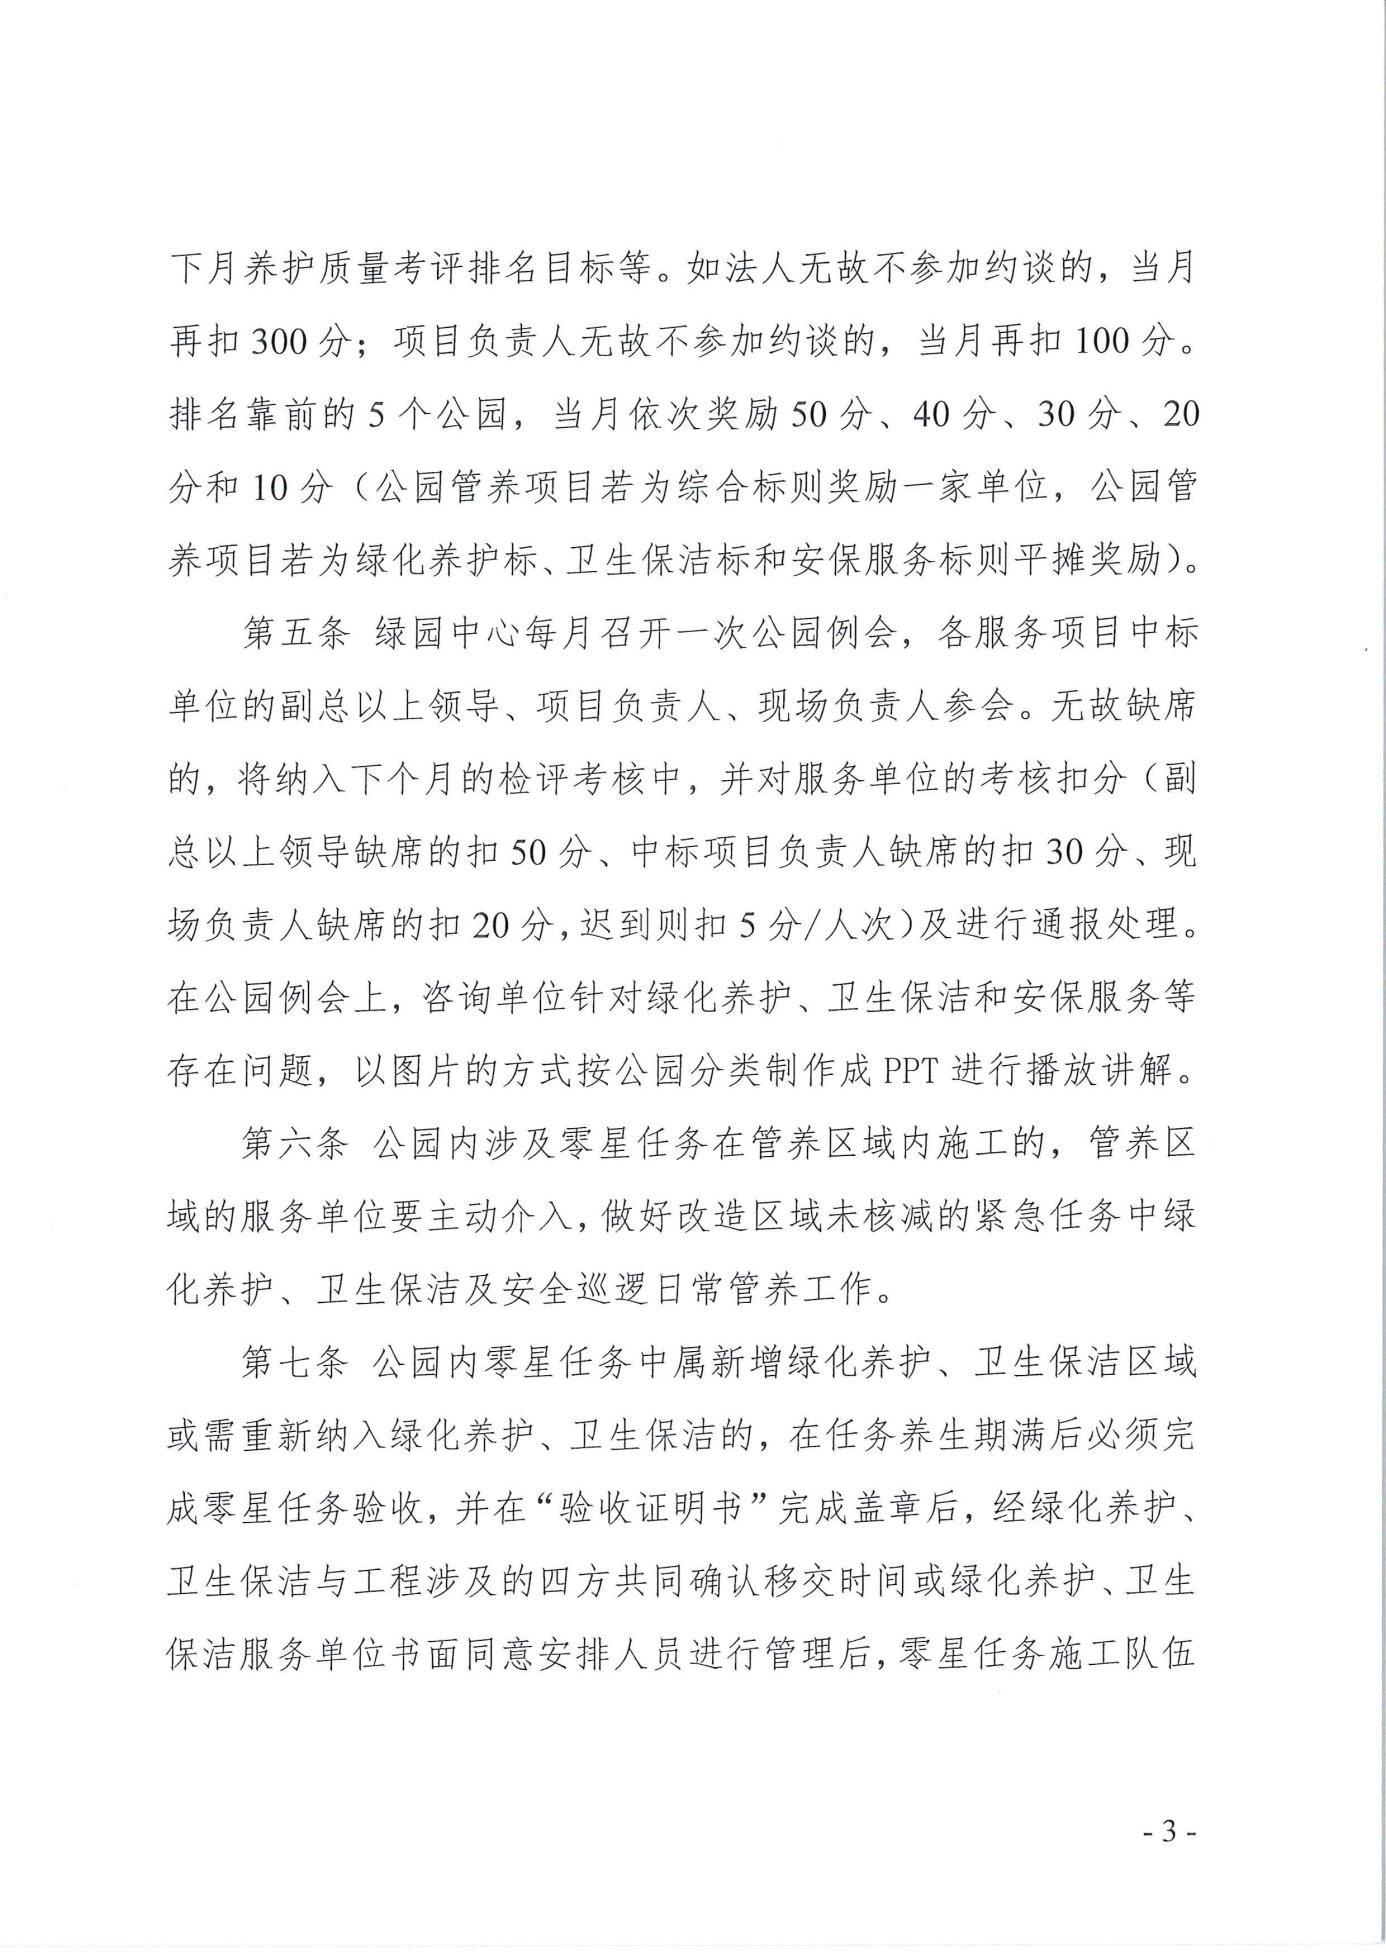 下月养护质量考评排名目标等。如法人无故不参加约谈的，当月
再扣 300 分；项目负责人无故不参加约谈的，当月再扣 100 分。
排名靠前的 5 个公园，当月依次奖励 50 分、40 分、30 分、20
分和 10 分（公园管养项目若为综合标则奖励一家单位，公园管
养项目若为绿化养护标、卫生保洁标和安保服务标则平摊奖励）。
第五条 绿园中心每月召开一次公园例会，各服务项目中标
单位的副总以上领导、项目负责人、现场负责人参会。无故缺席
的，将纳入下个月的检评考核中，并对服务单位的考核扣分（副
总以上领导缺席的扣 50 分、中标项目负责人缺席的扣 30 分、现
场负责人缺席的扣 20 分，迟到则扣 5 分/人次）及进行通报处理。
在公园例会上，咨询单位针对绿化养护、卫生保洁和安保服务等
存在问题，以图片的方式按公园分类制作成 PPT 进行播放讲解。
第六条 公园内涉及零星任务在管养区域内施工的，管养区
域的服务单位要主动介入，做好改造区域未核减的紧急任务中绿
化养护、卫生保洁及安全巡逻日常管养工作。
第七条 公园内零星任务中属新增绿化养护、卫生保洁区域
或需重新纳入绿化养护、卫生保洁的，在任务养生期满后必须完
成零星任务验收，并在“验收证明书”完成盖章后，经绿化养护、
卫生保洁与工程涉及的四方共同确认移交时间或绿化养护、卫生
保洁服务单位书面同意安排人员进行管理后，零星任务施工队伍
- 3 -